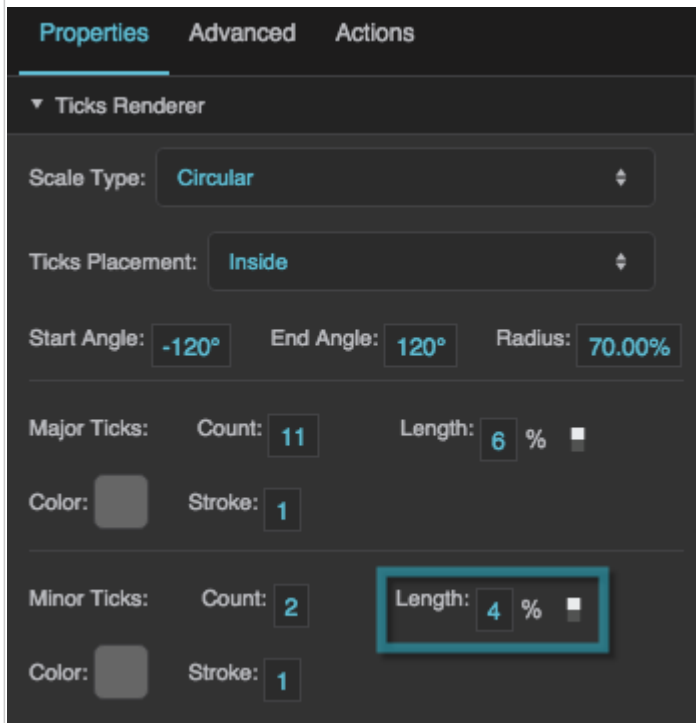 Properties Advanced Actions
Ticks Renderer
Scale Type: Circular
Ticks Placement: Inside
Start Angle: -120° End Angle: 120° Radius: 70.00%
Major Ticks: Count: 11 Length: 6 %
Color: Stroke: 1
Minor Ticks: Count: 2 Length: 4 %
Color: Stroke: 1